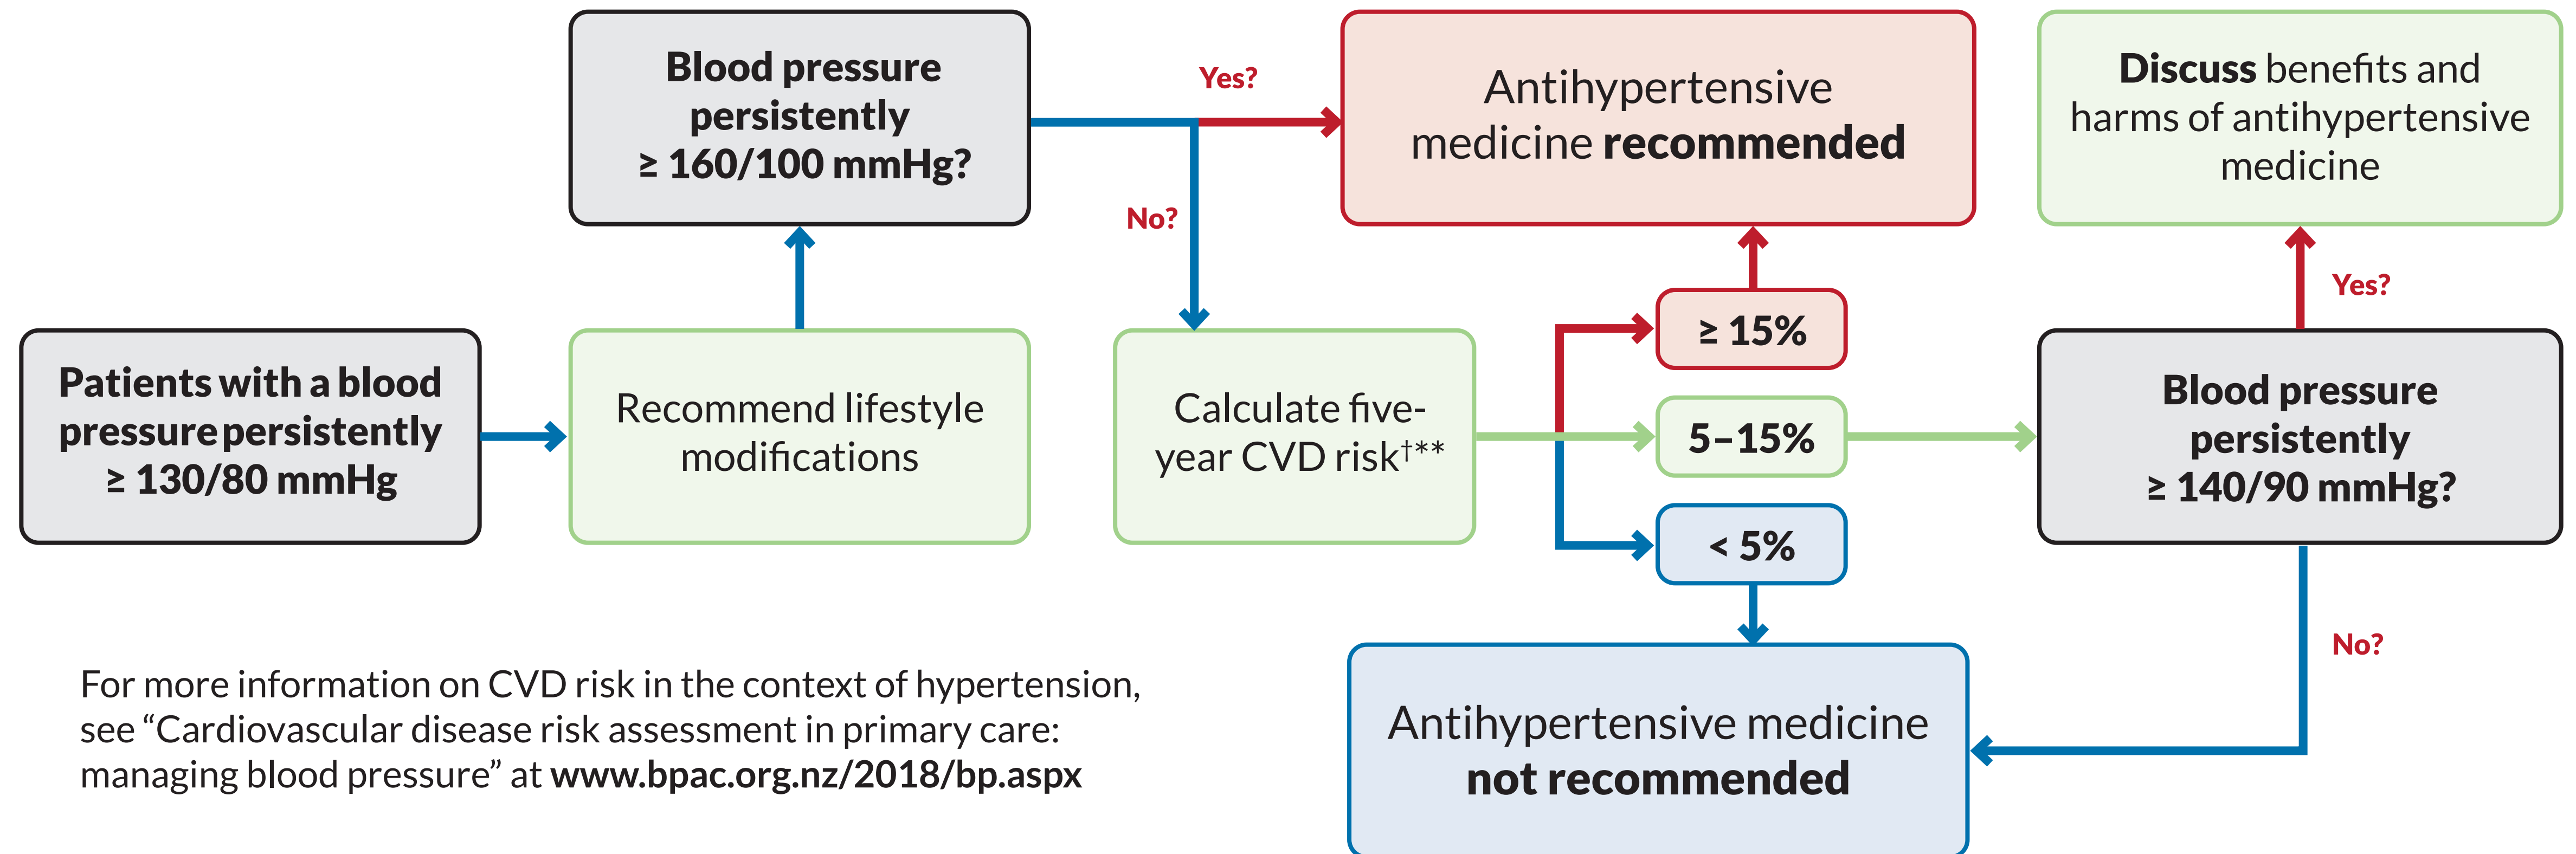 Blood pressure
persistently
≥ 160/100 mmHg?
Yes?
No?
Antihypertensive
medicine recommended
Discuss benefits and
harms of antihypertensive
medicine
Patients with a blood
pressure persistently
≥ 130/80 mmHg
Recommend lifestyle
modifications
Calculate five-
year CVD risk†**
≥ 15%
5–15%
< 5%
Yes?
Blood pressure
persistently
≥ 140/90 mmHg?
No?
Antihypertensive medicine
not recommended
For more information on CVD risk in the context of hypertension,
see “Cardiovascular disease risk assessment in primary care:
managing blood pressure” at www.bpac.org.nz/2018/bp.aspx